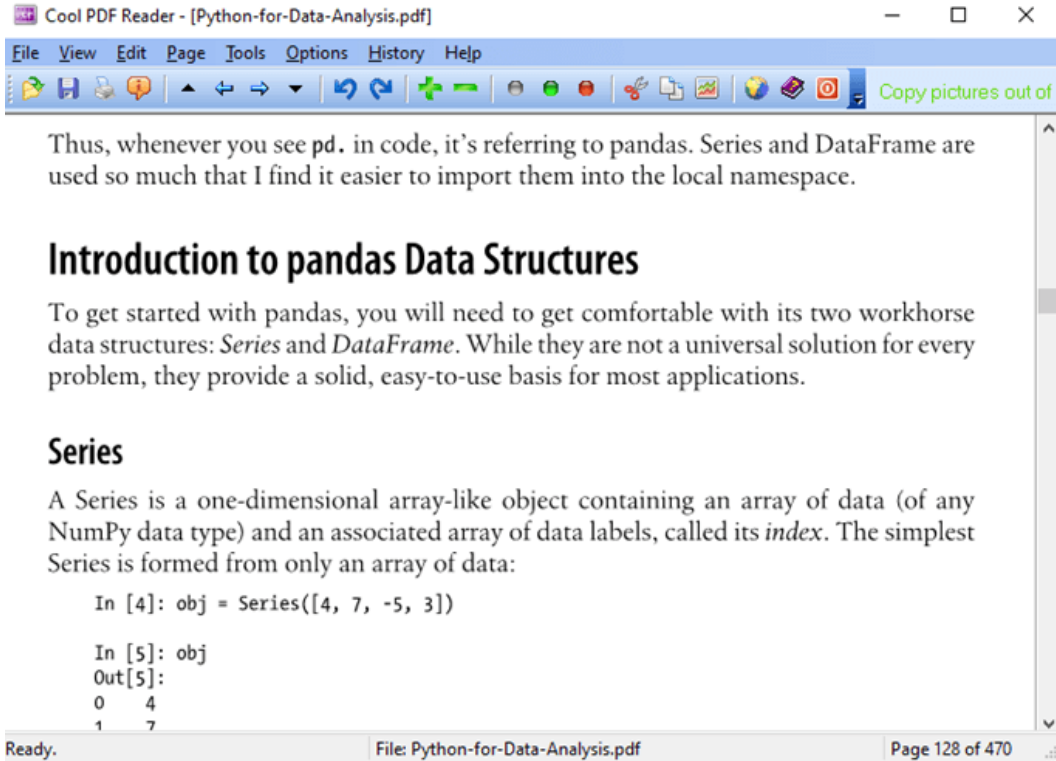 Cool PDF Reader - [Python-for-Data-Analysis.pdf]
File View Edit Page Tools Options History Help
Copy pictures out of
Thus, whenever you see pd. in code, it’s referring to pandas. Series and DataFrame are
used so much that I find it easier to import them into the local namespace.
Introduction to pandas Data Structures
To get started with pandas, you will need to get comfortable with its two workhorse
data structures: Series and DataFrame. While they are not a universal solution for every
problem, they provide a solid, easy-to-use basis for most applications.
Series
A Series is a one-dimensional array-like object containing an array of data (of any
NumPy data type) and an associated array of data labels, called its index. The simplest
Series is formed from only an array of data:
In [4]: obj = Series([4, 7, -5, 3])
In [5]: obj
Out[5]:
0 4
1 7
Ready. File: Python-for-Data-Analysis.pdf Page 128 of 470